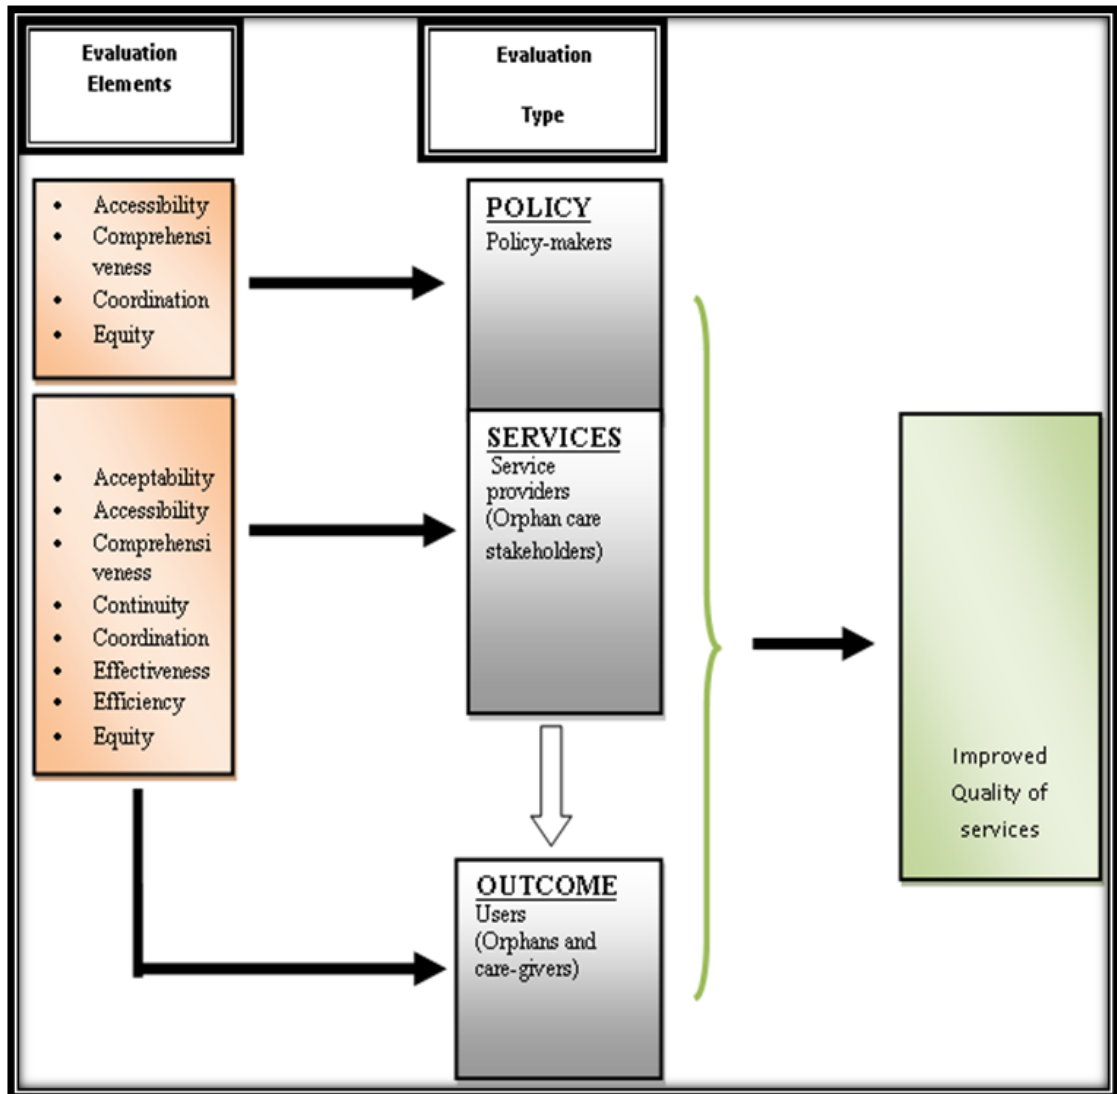 Evaluation
Elements
Evaluation
Type
• Accessibility
• Comprehensi
veness
• Coordination
• Equity
POLICY
Policy-makers
• Acceptability
• Accessibility
• Comprehensi
veness
• Continuity
• Coordination
• Effectiveness
• Efficiency
• Equity
SERVICES
Service
providers
(Orphan care
stakeholders)
OUTCOME
Users
(Orphans and
care-givers)
Improved
Quality of
services